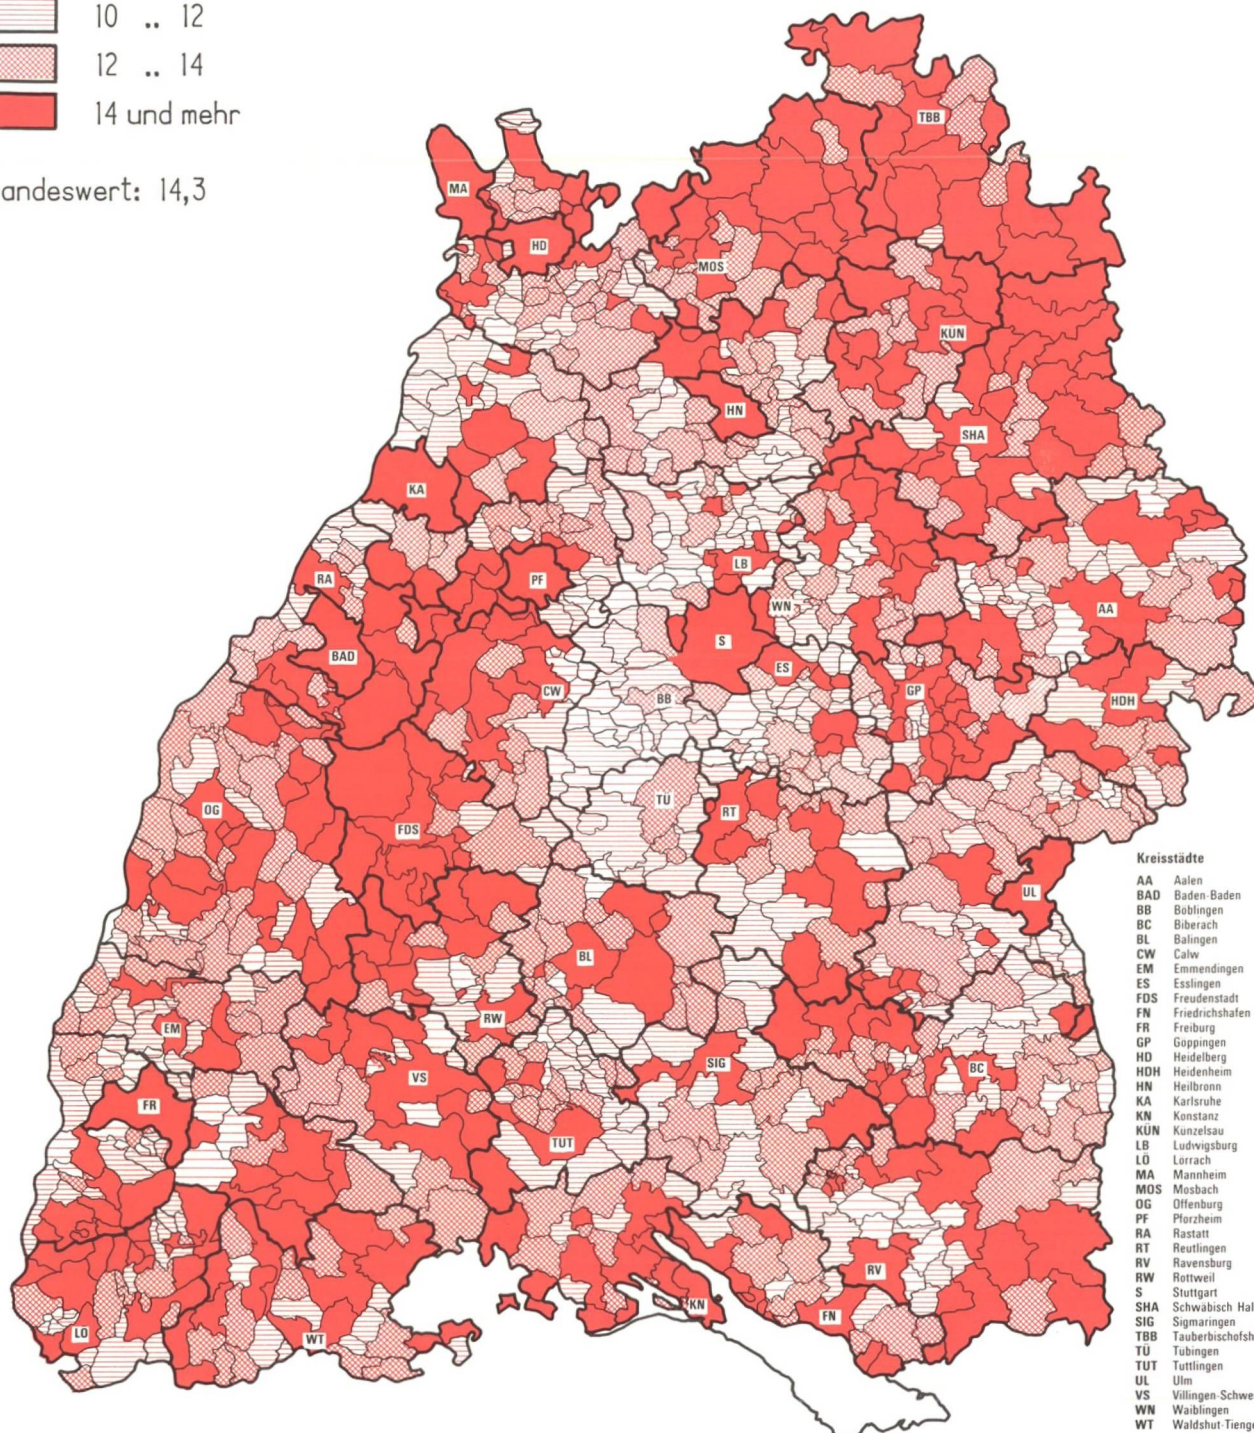 10 .. 12
12 .. 14
14 und mehr
andeswert: 14,3
TBB
MA
HD
MOS
KÜN
HN
SHA
KA
LB
RA
PF
WN
AA
S
BAD
ES
CW
BB
GP
HDH
TÜ
OG
RT
FDS
UL
BL
RW
EM
SIG
BC
VS
FR
TUT
RV
KN
FN
LÖ
WT
Kreisstädte
AA Aalen
BAD Baden-Baden
BB Böblingen
BC Biberach
BL Balingen
CW Calw
EM Emmendingen
ES Esslingen
FDS Freudenstadt
FN Friedrichshafen
FR Freiburg
GP Göppingen
HD Heidelberg
HDH Heidenheim
HN Heilbronn
KA Karlsruhe
KN Konstanz
KÜN Künzelsau
LB Ludwigsburg
LÖ Lörrach
MA Mannheim
MOS Mosbach
OG Offenburg
PF Pforzheim
RA Rastatt
RT Reutlingen
RV Ravensburg
RW Rottweil
S Stuttgart
SHA Schwäbisch Hal
SIG Sigmaringen
TBB Tauberbischofsh
TÜ Tübingen
TUT Tuttlingen
UL Ulm
VS Villingen-Schwe
WN Waiblingen
WT Waldshut-Tieng